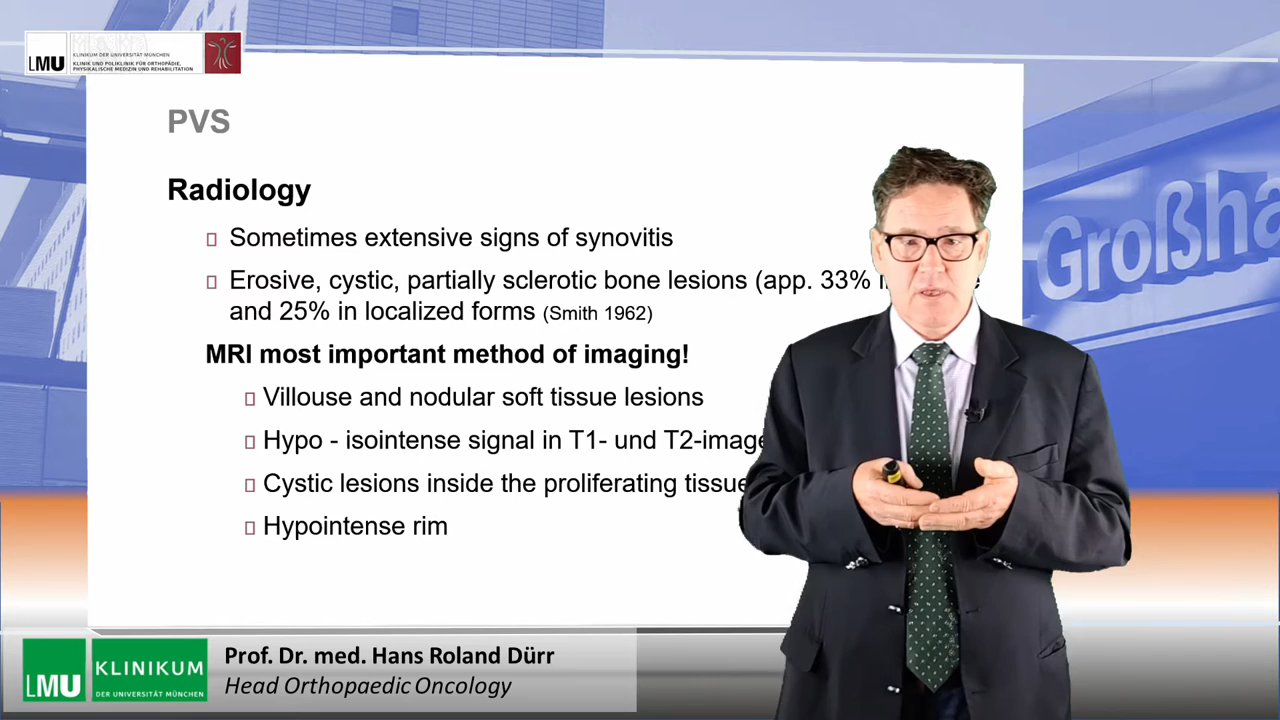 LMU
KLINIKUM DER UNIVERSITÄT MÜNCHEN
KLINIK UND POLIKLINIK FÜR ORTHOPÄDIE,
PHYSIKALISCHE MEDIZIN UND REHABILITATION
PVS
Radiology
Sometimes extensive signs of synovitis
Erosive, cystic, partially sclerotic bone lesions (app. 33%
and 25% in localized forms (Smith 1962)
MRI most important method of imaging!
Villouse and nodular soft tissue lesions
Hypo - isointense signal in T1- und T2-image
Cystic lesions inside the proliferating tissue
Hypointense rim
Großha
LMU
KLINIKUM
DER UNIVERSITÄT MÜNCHEN
Prof. Dr. med. Hans Roland Dürr
Head Orthopaedic Oncology